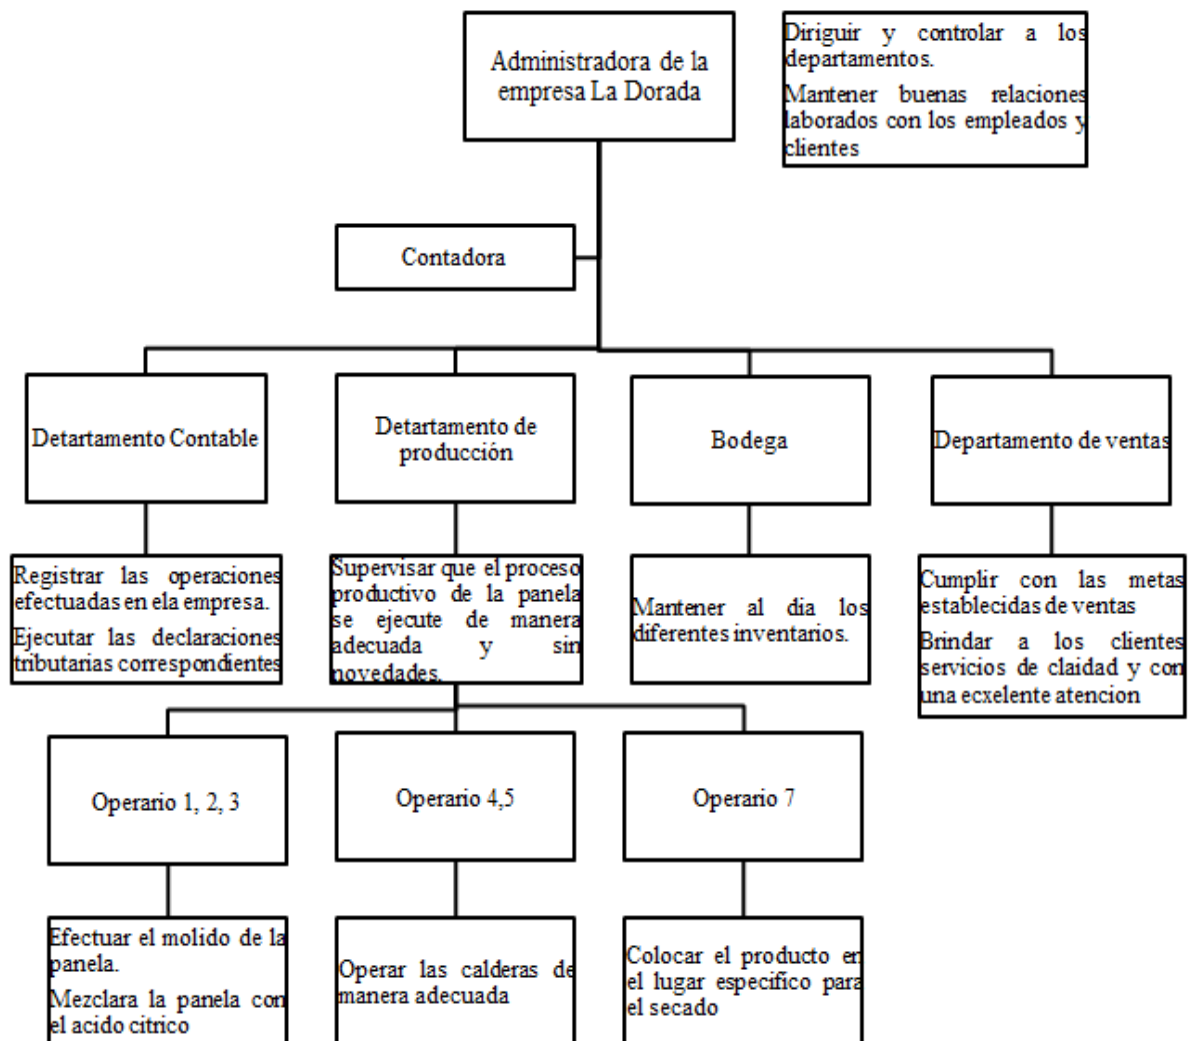 Administradora de la
empresa La Dorada
Diriguir y controlar a los
departamentos.
Mantener buenas relaciones
laborados con los empleados y
clientes
Contadora
Detartamento Contable
Detartamento de
producción
Bodega
Departamento de ventas
Registrar las operaciones
efectuadas en ela empresa.
Ejecutar las declaraciones
tributarias correspondientes
Supervisar que el proceso
productivo de la panela
se ejecute de manera
adecuada y sin
novedades.
Mantener al dia los
diferentes inventarios.
Cumplir con las metas
establecidas de ventas
Brindar a los clientes
servicios de claidad y con
una ecxelente atencion
Operario 1, 2, 3
Operario 4,5
Operario 7
Efectuar el molido de la
panela.
Mezclara la panela con
el acido citrico
Operar las calderas de
manera adecuada
Colocar el producto en
el lugar específico para
el secado